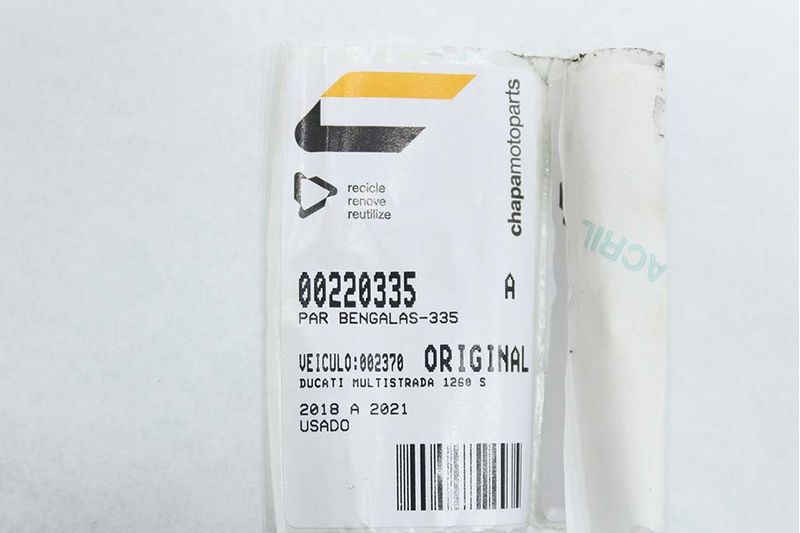 chapamotoparts
recicle
renove
reutilize
00220335 A
PAR BENGALAS-335
VEICULO:002370 ORIGINAL
DUCATI MULTISTRADA 1260 S
2018 A 2021
USADO
ACRIL